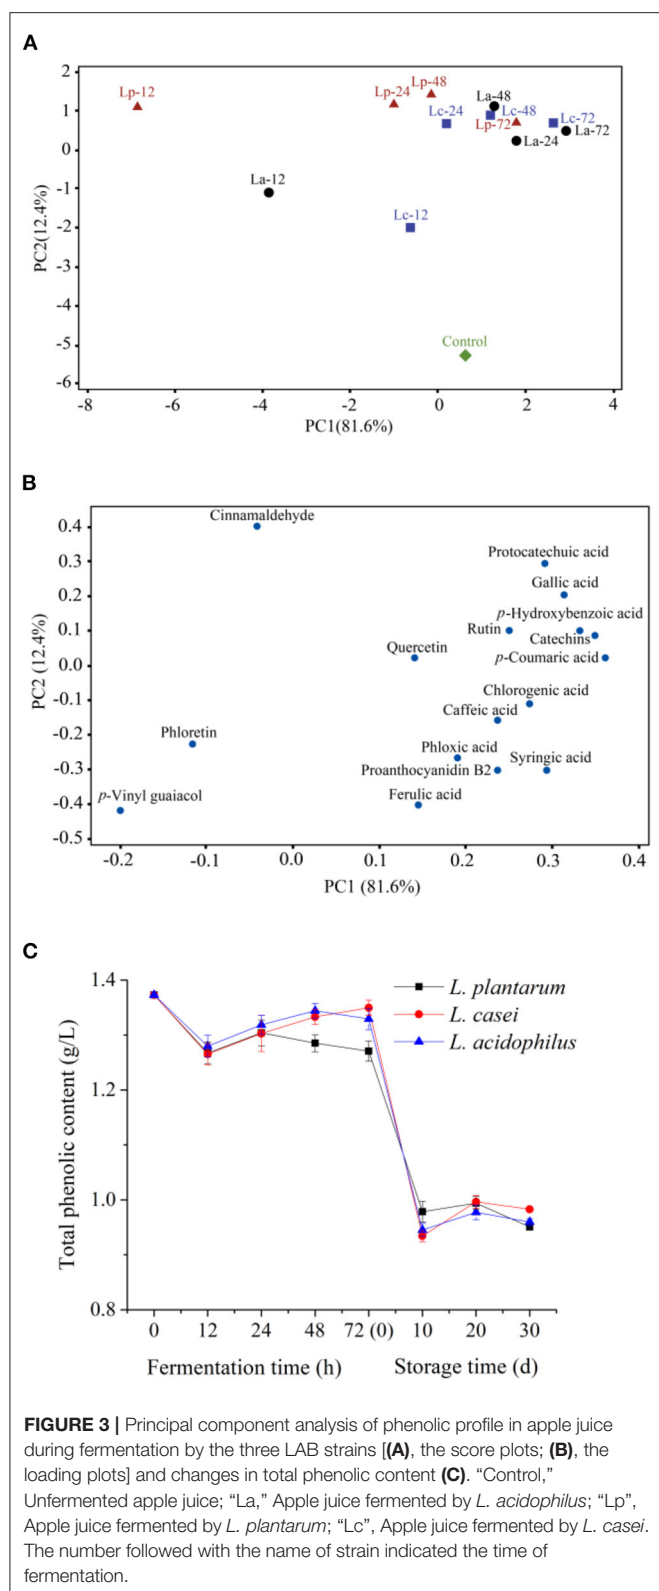 A
2
1
0
-1
-2
-3
-4
-5
-6
PC2(12.4%)
Lp-12
Lp-24
Lp-48
La-48
Lc-24
Lc-48
Lc-72
Lp-72
La-72
La-24
La-12
Lc-12
Control
-8
-6
-4
-2
0
2
4
PC1(81.6%)
B
0.4
0.3
0.2
0.1
0.0
-0.1
-0.2
-0.3
-0.4
-0.5
PC2 (12.4%)
Cinnamaldehyde
Protocatechuic acid
Gallic acid
p-Hydroxybenzoic acid
Rutin
Catechins
Quercetin
p-Coumaric acid
Chlorogenic acid
Caffeic acid
Phloretin
Phloxic acid
Syringic acid
Proanthocyanidin B2
p-Vinyl guaiacol
Ferulic acid
-0.2
-0.1
0.0
0.1
0.2
0.3
0.4
PC1 (81.6%)
C
1.4
1.2
1.0
0.8
Total phenolic content (g/L)
L. plantarum
L. casei
L. acidophilus
0
12
24
48
72 (0)
10
20
30
Fermentation time (h)
Storage time (d)
FIGURE 3 | Principal component analysis of phenolic profile in apple juice
during fermentation by the three LAB strains [(A), the score plots; (B), the
loading plots] and changes in total phenolic content (C). “Control,”
Unfermented apple juice; “La,” Apple juice fermented by L. acidophilus; “Lp”,
Apple juice fermented by L. plantarum; “Lc”, Apple juice fermented by L. casei.
The number followed with the name of strain indicated the time of
fermentation.